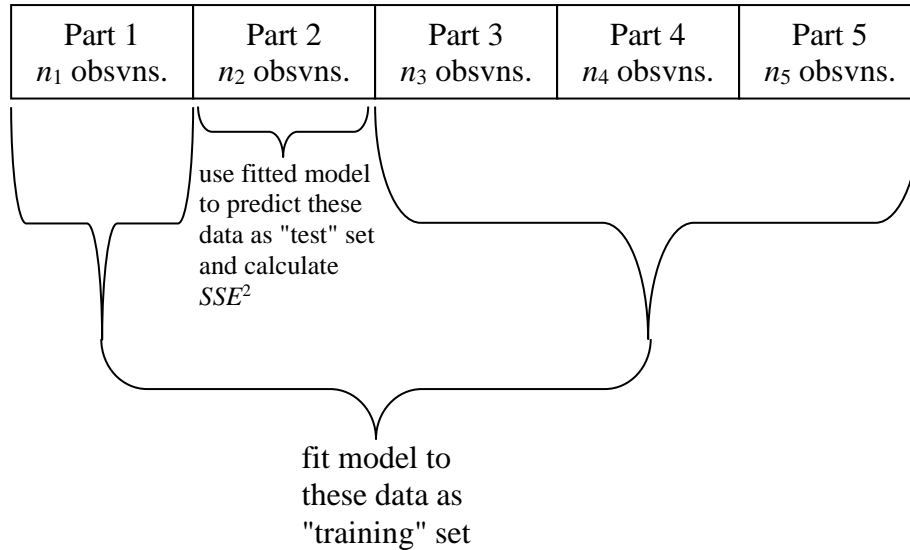 Part 1 Part 2 Part 3 Part 4 Part 5
n₁ obsvns. n₂ obsvns. n₃ obsvns. n₄ obsvns. n₅ obsvns.
use fitted model
to predict these
data as "test" set
and calculate
SSE²
fit model to
these data as
"training" set